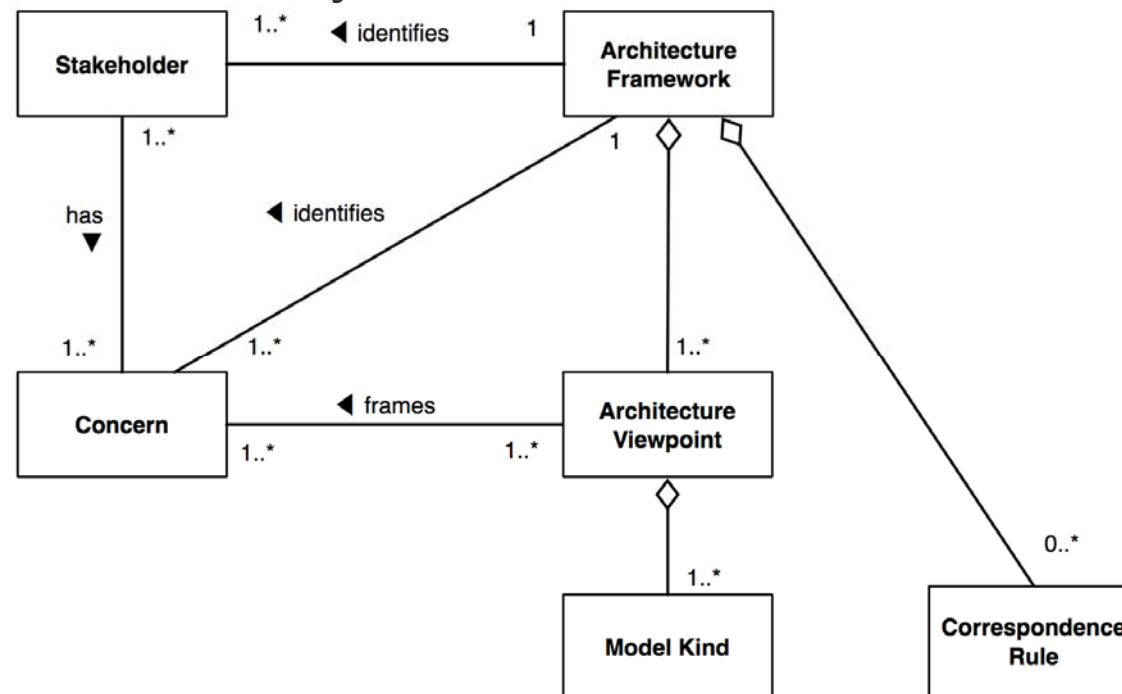 1..*
◀ identifies
1
Stakeholder
Architecture
Framework
1..*
1
has
▼
◀ identifies
1..*
1..*
1..*
◀ frames
Concern
Architecture
Viewpoint
1..*
1..*
0..*
1..*
Model Kind
Correspondence
Rule